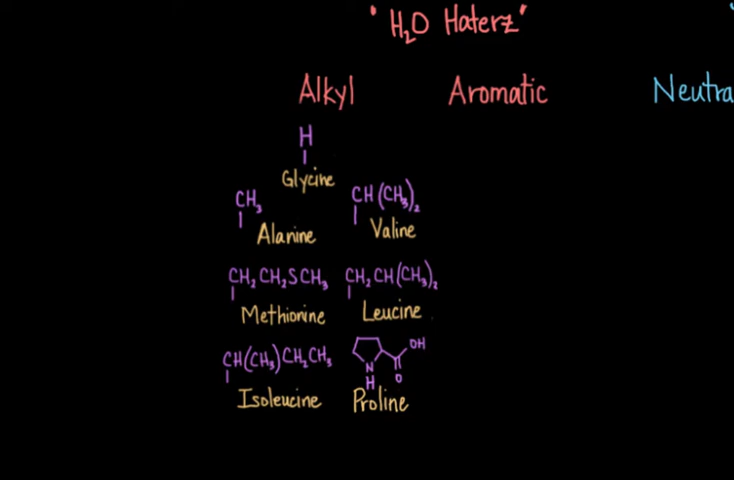 "H₂O Haterz"
Alkyl Aromatic Neutra
H
Glycine
CH₃ CH(CH₃)₂
Alanine Valine
CH₂CH₂SCH₃ CH₂CH(CH₃)₂
Methionine Leucine
CH(CH₃)CH₂CH₃ OH
N
H O
Isoleucine Proline